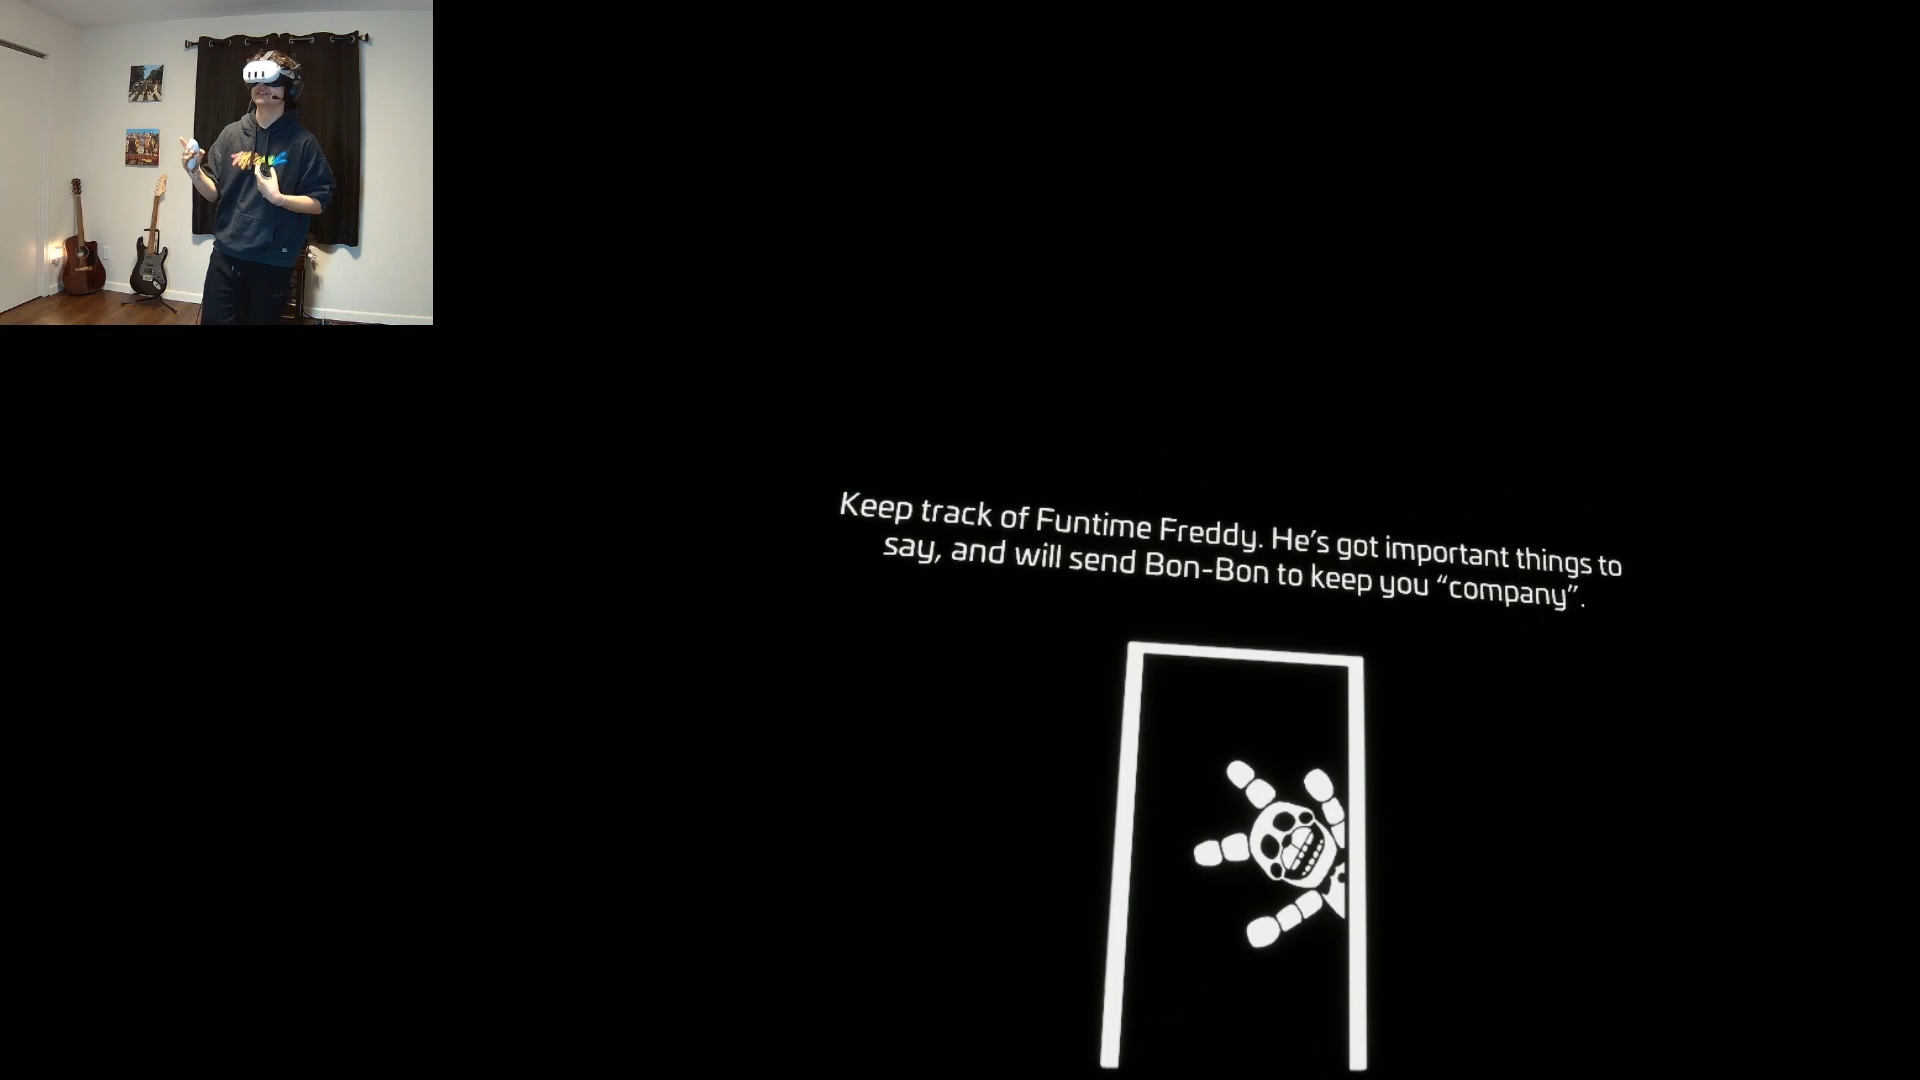 Keep track of Funtime Freddy. He's got important things to
say, and will send Bon-Bon to keep you “company”.